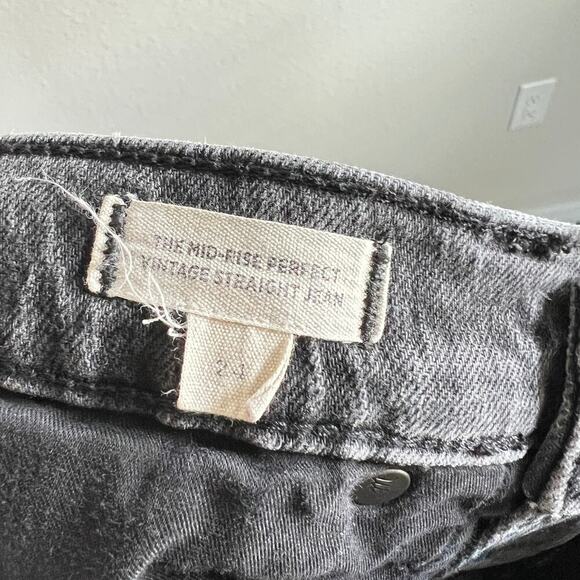 THE MID-RISE PERFECT
VINTAGE STRAIGHT JEAN
24